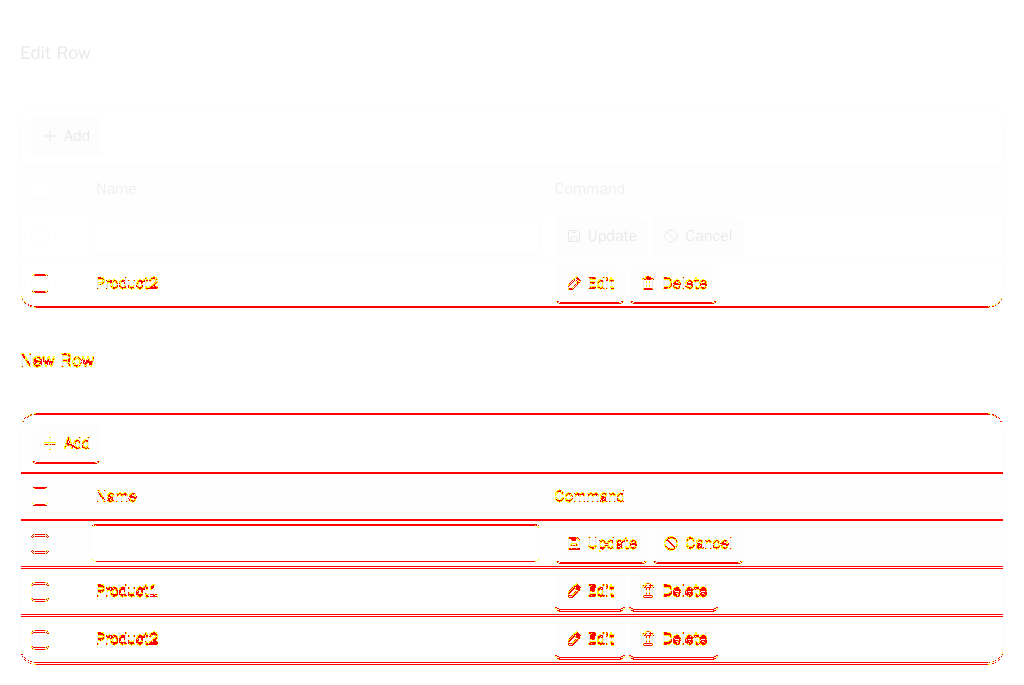 Edit Row
Add
Name Command
Update Cancel
Product2 Edit Delete
New Row
Add
Name Command
Update Cancel
Product1 Edit Delete
Product2 Edit Delete